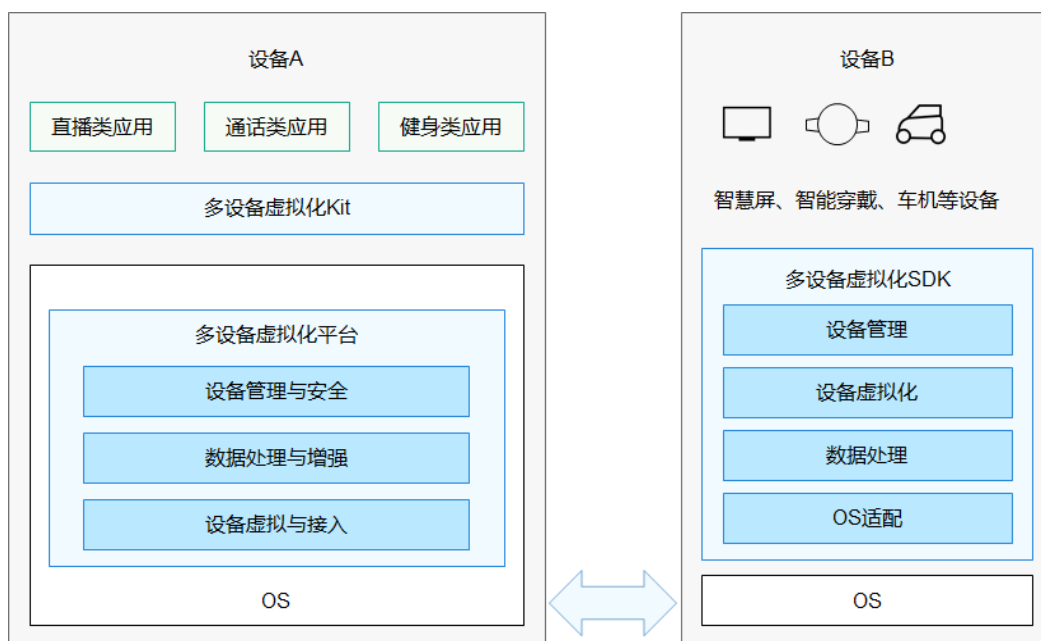 设备A
直播类应用
通话类应用
健身类应用
多设备虚拟化Kit
多设备虚拟化平台
设备管理与安全
数据处理与增强
设备虚拟与接入
OS
设备B
智慧屏、智能穿戴、车机等设备
多设备虚拟化SDK
设备管理
设备虚拟化
数据处理
OS适配
OS